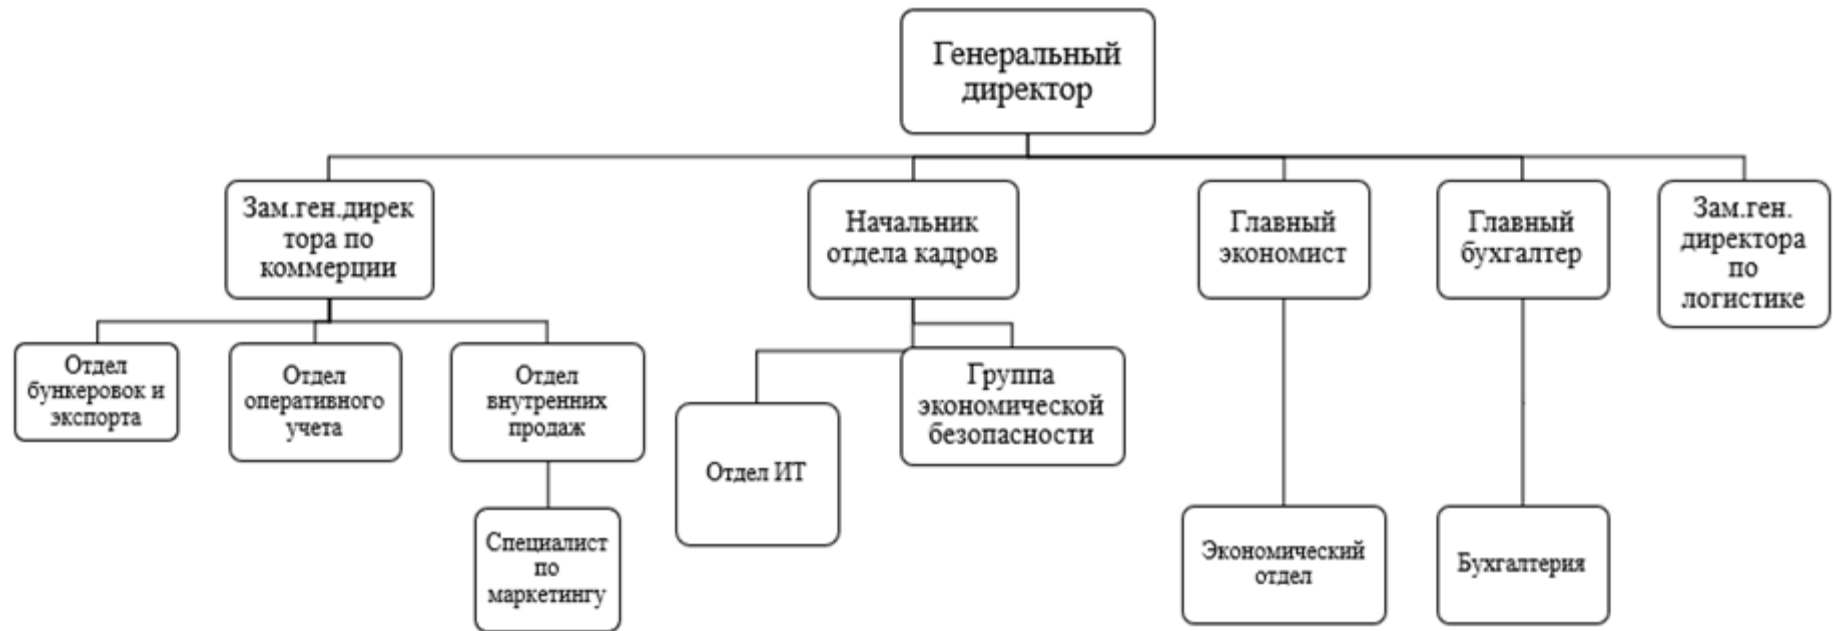 Генеральный
директор
Зам.ген.дирек
тора по
коммерции
Начальник
отдела кадров
Главный
экономист
Главный
бухгалтер
Зам.ген.
директора
по
логистике
Отдел
бункеровок и
экспорта
Отдел
оперативного
учета
Отдел
внутренних
продаж
Группа
экономической
безопасности
Отдел ИТ
Специалист
по
маркетингу
Экономический
отдел
Бухгалтерия